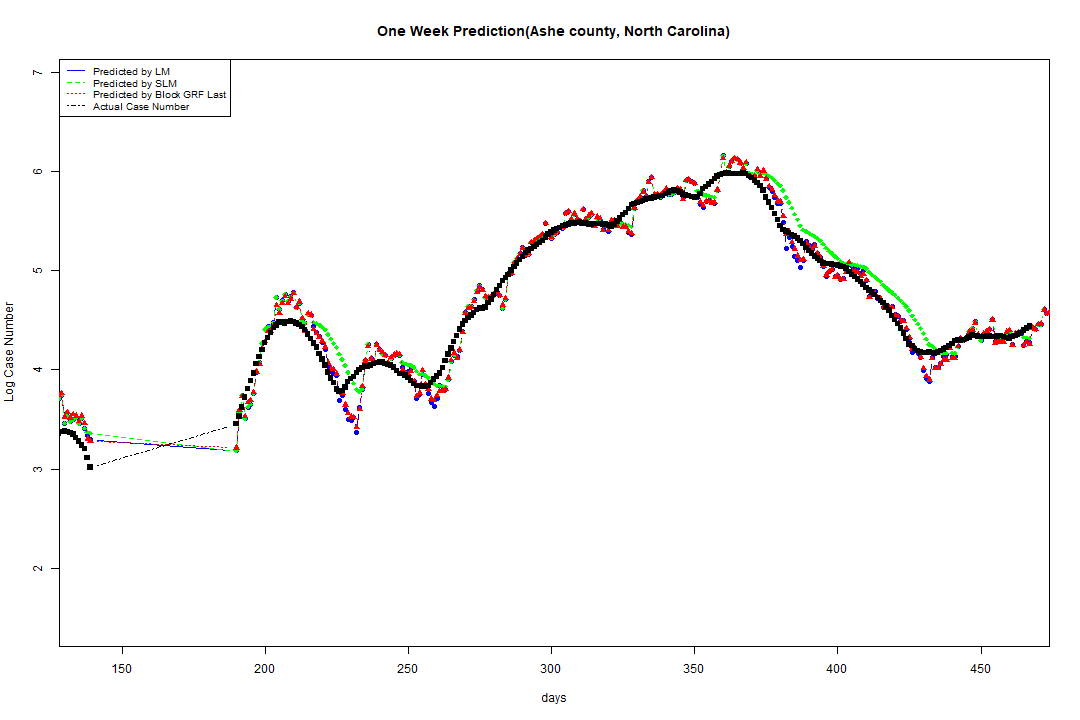 One Week Prediction(Ashe county, North Carolina)
Predicted by LM
Predicted by SLM
Predicted by Block GRF Last
Actual Case Number
Log Case Number
7
6
5
4
3
2
150 200 250 300 350 400 450
days